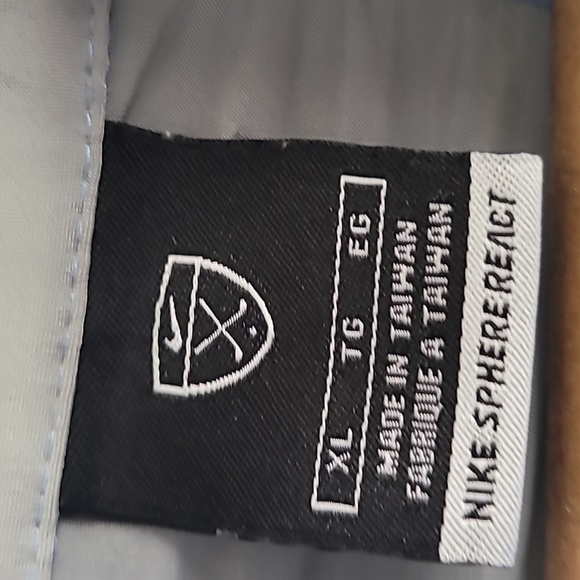 XL TG EG
MADE IN TAIWAN
FABRIQUE A TAIWAN
NIKE SPHEREREACT